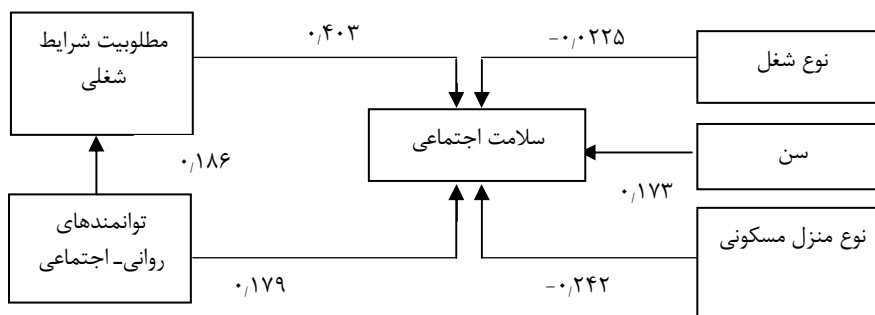 مطلوبیت شرایط
شغلی
۰٫۴۰۳
-۰٫۰۲۲۵
نوع شغل
سلامت اجتماعی
سن
۰٫۱۸۶
۰٫۱۷۳
توانمندهای
روانی_ اجتماعی
نوع منزل مسکونی
۰٫۱۷۹
-۰٫۲۴۲